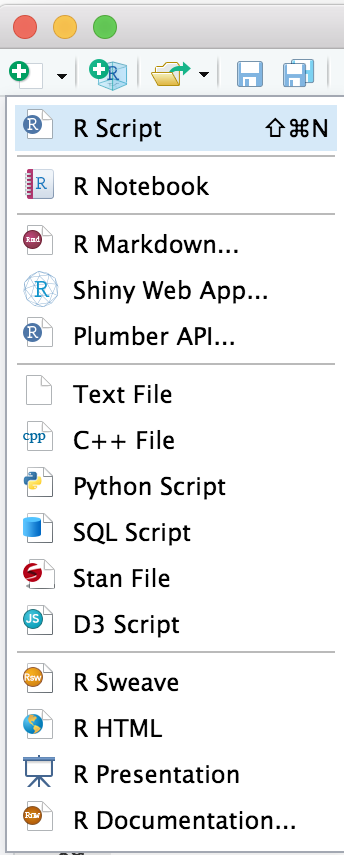 R Script ⇧⌘N
R Notebook
R Markdown...
Shiny Web App...
Plumber API...
Text File
C++ File
Python Script
SQL Script
Stan File
D3 Script
R Sweave
R HTML
R Presentation
R Documentation...